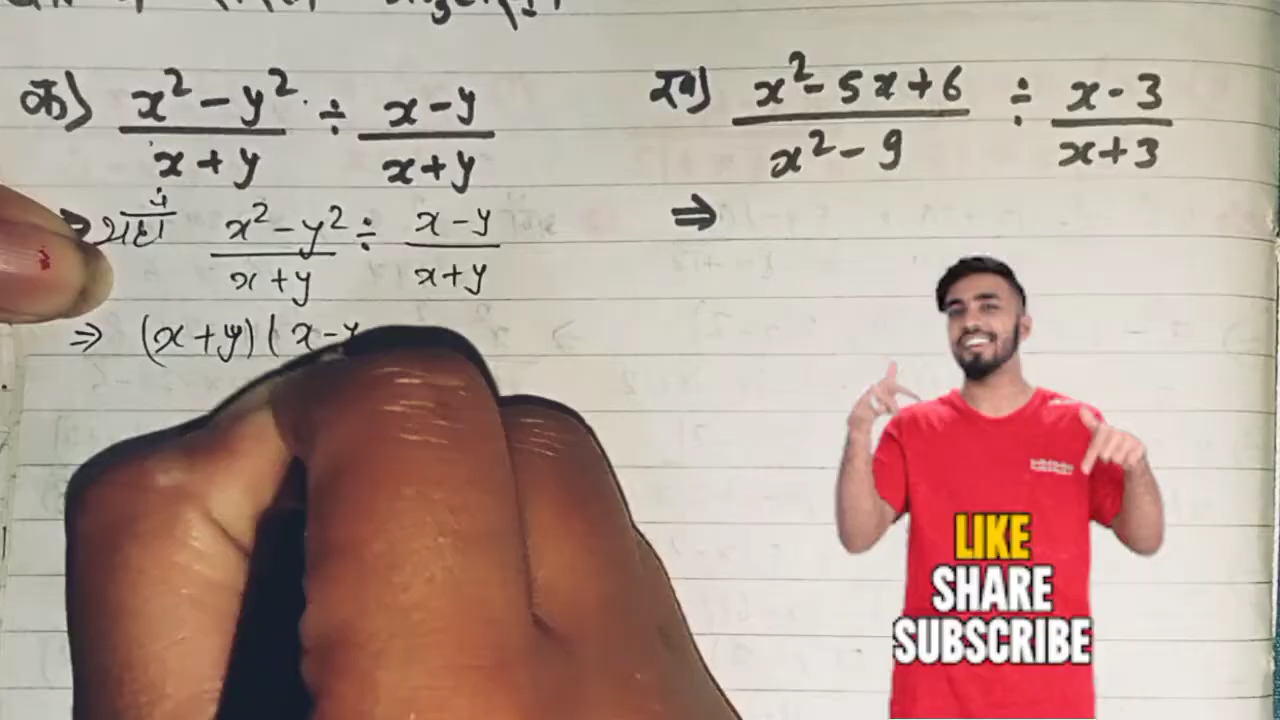 क) x² - y² / x + y ÷ x - y / x + y
⇒ यहाँ x² - y² / x + y ÷ x - y / x + y
⇒ (x + y) ( x -
ख) x² - 5x + 6 / x² - 9 ÷ x - 3 / x + 3
⇒
LIKE
SHARE
SUBSCRIBE